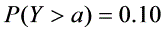 P(Y > a) = 0.10